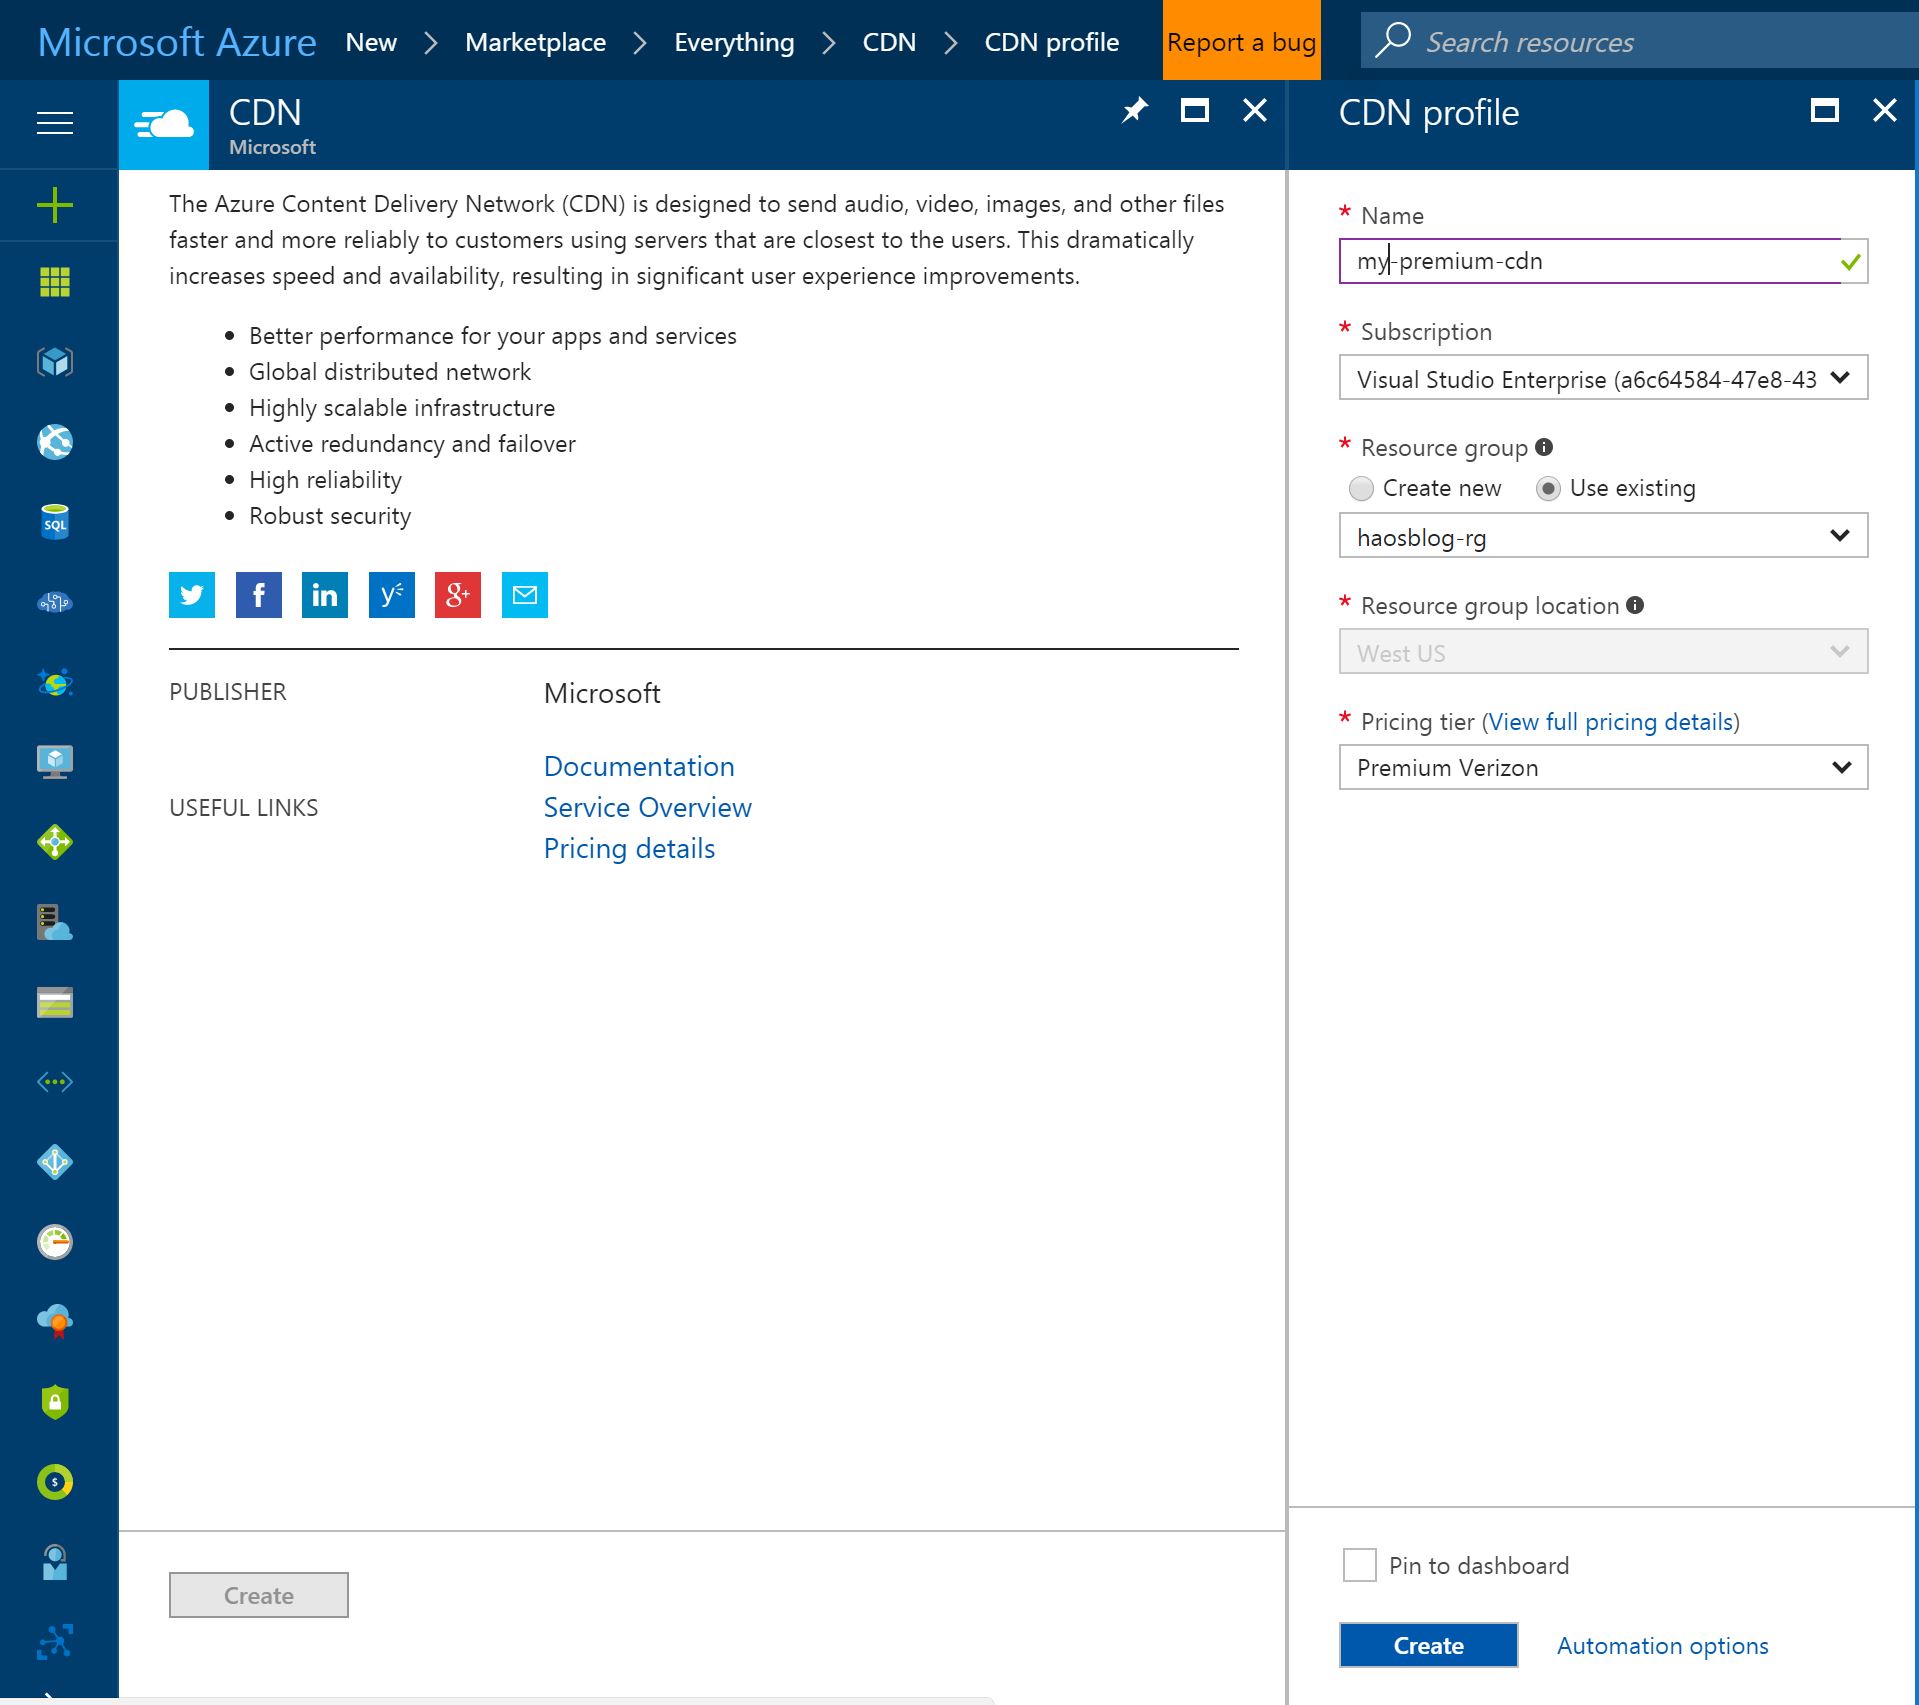 Microsoft Azure New Marketplace Everything CDN CDN profile Report a bug Search resources
CDN
Microsoft
The Azure Content Delivery Network (CDN) is designed to send audio, video, images, and other files
faster and more reliably to customers using servers that are closest to the users. This dramatically
increases speed and availability, resulting in significant user experience improvements.
Better performance for your apps and services
Global distributed network
Highly scalable infrastructure
Active redundancy and failover
High reliability
Robust security
f in y g+
PUBLISHER Microsoft
Documentation
USEFUL LINKS Service Overview
Pricing details
Create
SQL
$
CDN profile
* Name
my-premium-cdn
* Subscription
Visual Studio Enterprise (a6c64584-47e8-43
* Resource group
Create new Use existing
haosblog-rg
* Resource group location
West US
* Pricing tier (View full pricing details)
Premium Verizon
Pin to dashboard
Create Automation options